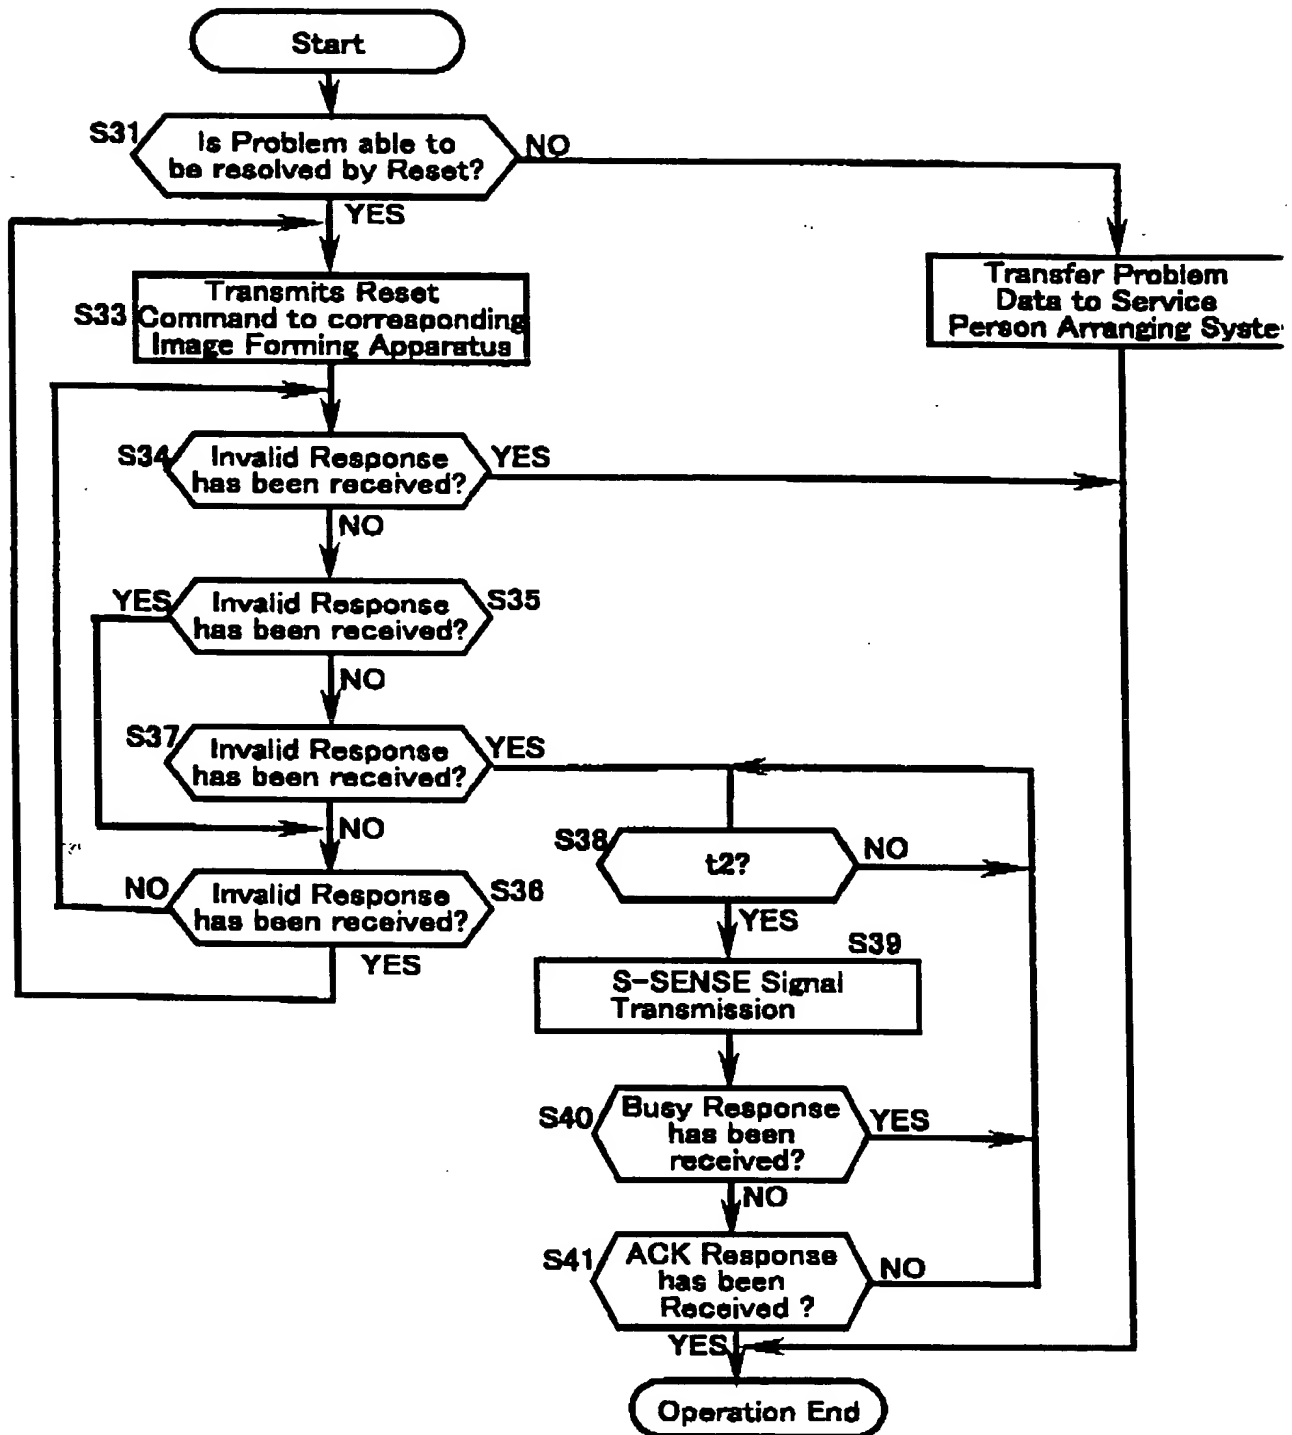 Start
S31
Is Problem able to
be resolved by Reset?
NO
YES
Transfer Problem
Data to Service
Person Arranging Syste
S33
Transmits Reset
Command to corresponding
Image Forming Apparatus
S34
Invalid Response
has been received?
YES
NO
YES
Invalid Response
has been received?
S35
NO
S37
Invalid Response
has been received?
YES
NO
S38
t2?
NO
NO
Invalid Response
has been received?
S36
YES
YES
S39
S-SENSE Signal
Transmission
S40
Busy Response
has been
received?
YES
NO
S41
ACK Response
has been
Received ?
NO
YES
Operation End